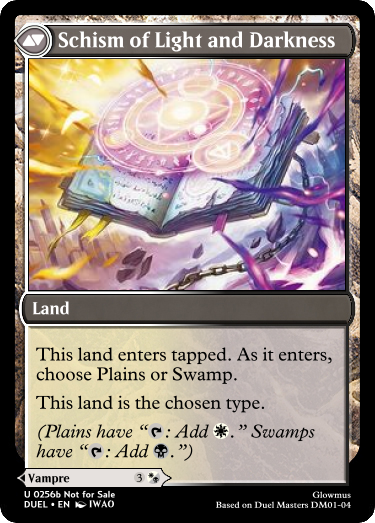 Schism of Light and Darkness
Land
This land enters tapped. As it enters,
choose Plains or Swamp.
This land is the chosen type.
(Plains have “: Add .” Swamps
have “: Add .”)
Vampre 3
U 0256b Not for Sale
DUEL • EN IWAO
Glowmus
Based on Duel Masters DM01-04